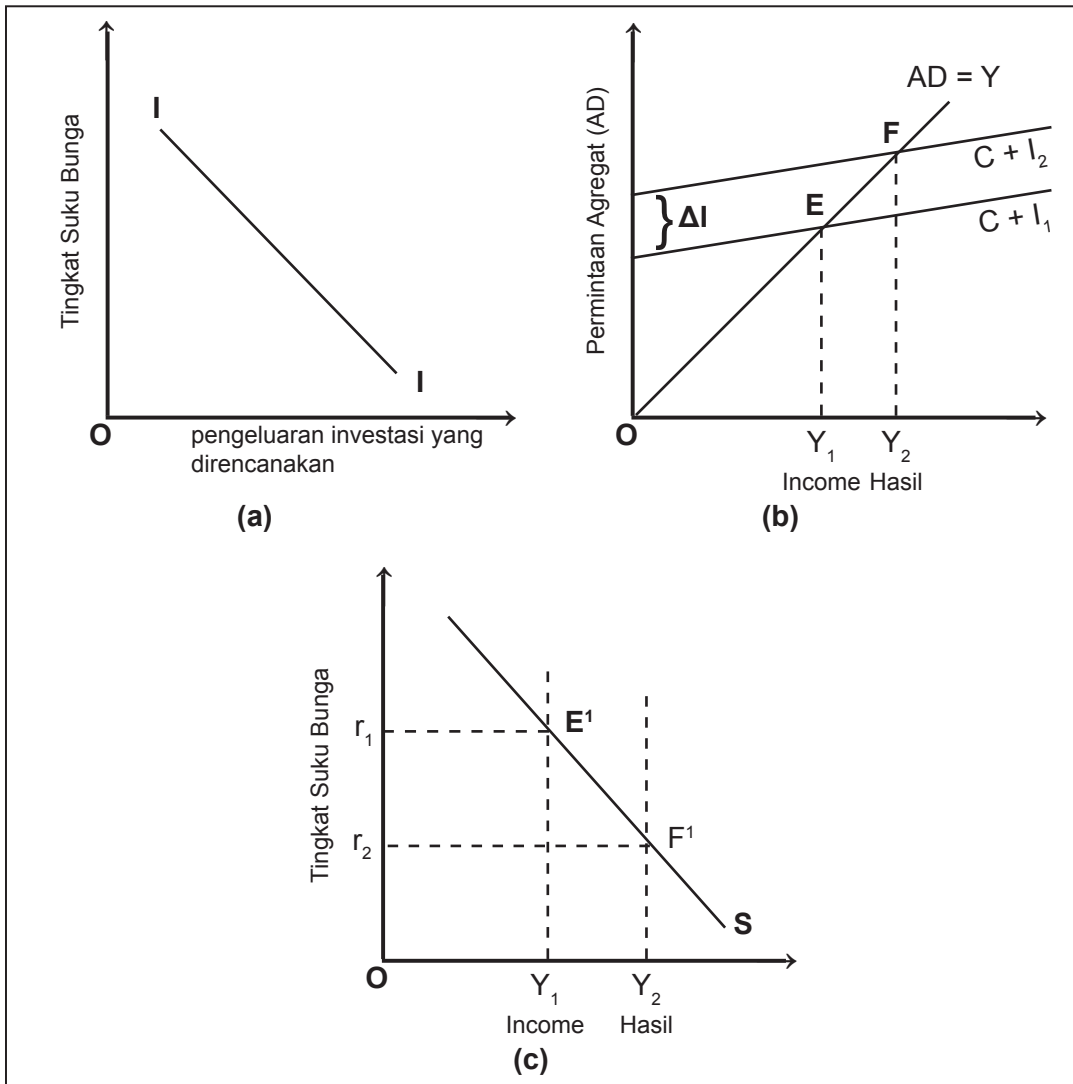 Tingkat Suku Bunga
I
I
O
pengeluaran investasi yang
direncanakan
(a)
Permintaan Agregat (AD)
AD = Y
F
C + I₂
E
} ΔI
C + I₁
O
Y₁ Y₂
Income Hasil
(b)
Tingkat Suku Bunga
r₁
E¹
r₂
F¹
S
O
Y₁ Y₂
Income Hasil
(c)